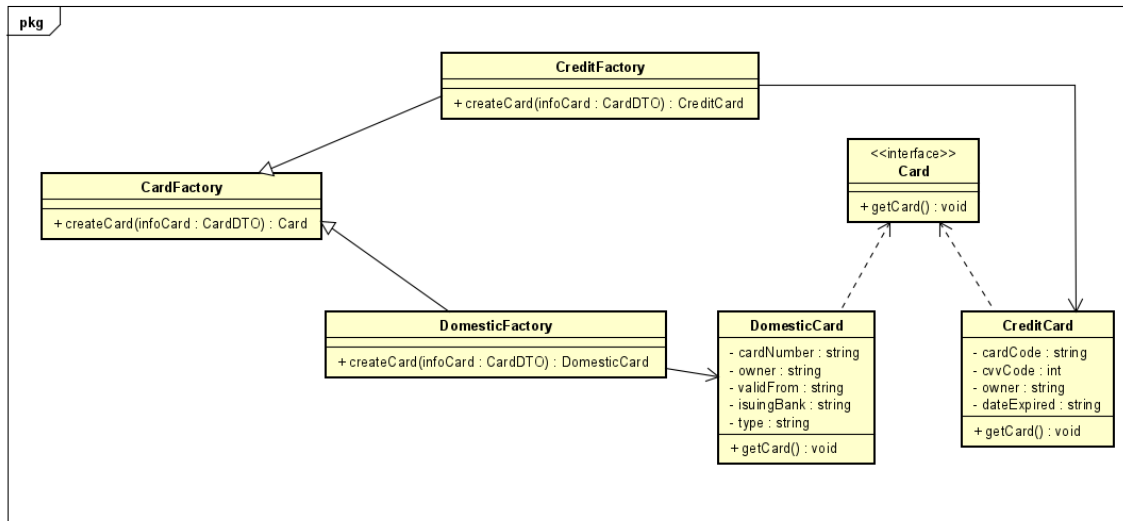 pkg
CreditFactory
+ createCard(infoCard : CardDTO) : CreditCard
<<interface>>
Card
+ getCard() : void
CardFactory
+ createCard(infoCard : CardDTO) : Card
DomesticFactory
+ createCard(infoCard : CardDTO) : DomesticCard
DomesticCard
- cardNumber : string
- owner : string
- validFrom : string
- isuingBank : string
- type : string
+ getCard() : void
CreditCard
- cardCode : string
- cvvCode : int
- owner : string
- dateExpired : string
+ getCard() : void